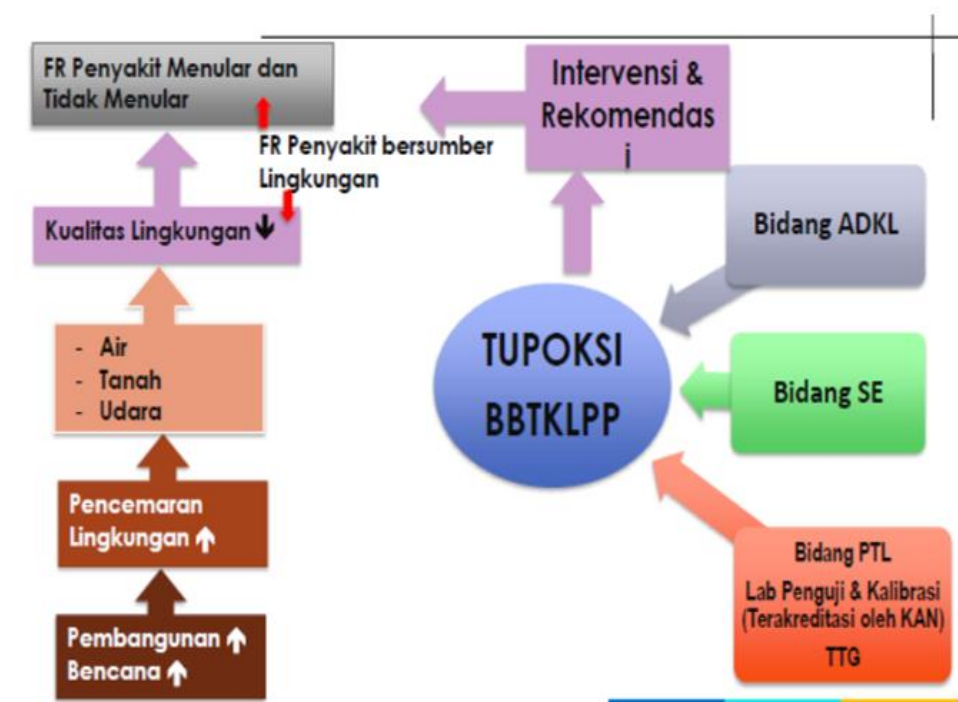 FR Penyakit Menular dan
Tidak Menular
FR Penyakit bersumber
Lingkungan
Kualitas Lingkungan
- Air
- Tanah
- Udara
Pencemaran
Lingkungan
Pembangunan
Bencana
Intervensi &
Rekomendas
i
TUPOKSI
BBTKLPP
Bidang ADKL
Bidang SE
Bidang PTL
Lab Penguji & Kalibrasi
(Terakreditasi oleh KAN)
TTG